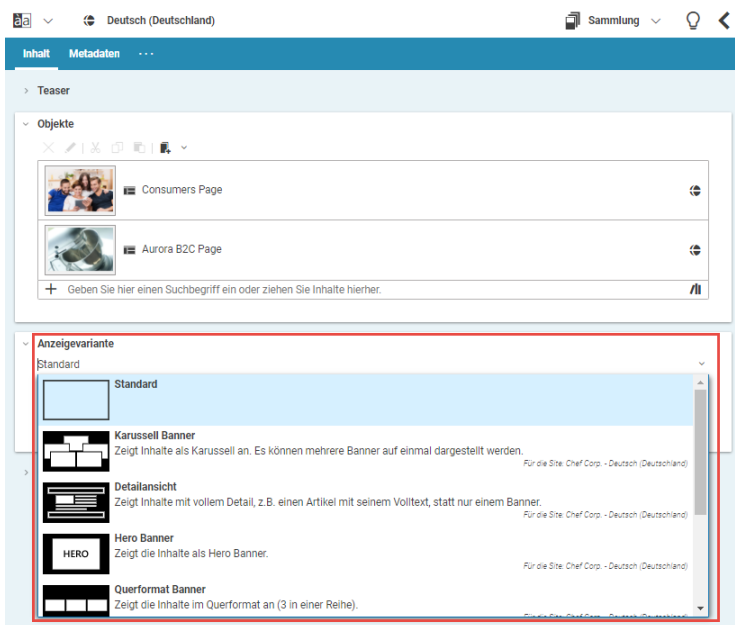 àa Deutsch (Deutschland) Sammlung
Inhalt Metadaten ···
Teaser
Objekte
Consumers Page
Aurora B2C Page
Geben Sie hier einen Suchbegriff ein oder ziehen Sie Inhalte hierher.
Anzeigevariante
Standard
Standard
Karussell Banner
Zeigt Inhalte als Karussell an. Es können mehrere Banner auf einmal dargestellt werden.
Für die Site: Chef Corp. - Deutsch (Deutschland)
Detailansicht
Zeigt Inhalte mit vollem Detail, z.B. einen Artikel mit seinem Volltext, statt nur einem Banner.
Für die Site: Chef Corp. - Deutsch (Deutschland)
HERO
Hero Banner
Zeigt die Inhalte als Hero Banner.
Für die Site: Chef Corp. - Deutsch (Deutschland)
Querformat Banner
Zeigt die Inhalte im Querformat an (3 in einer Reihe).